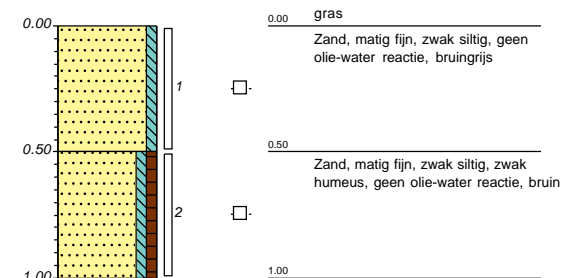 0.00
0.00
gras
Zand, matig fijn, zwak siltig, geen
olie-water reactie, bruingrijs
1
0.50
0.50
Zand, matig fijn, zwak siltig, zwak
humeus, geen olie-water reactie, bruin
2
1.00
1.00